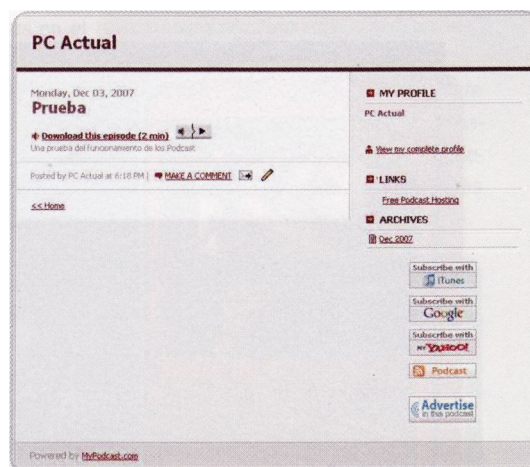 PC Actual
Monday, Dec 03, 2007
Prueba
Download this episode (2 min)
Una prueba del funcionamiento de los Podcast
Posted by PC Actual at 6:18 PM | MAKE A COMMENT
<< Home
MY PROFILE
PC Actual
View my complete profile
LINKS
Free Podcast Hosting
ARCHIVES
Dec 2007
Subscribe with
iTunes
Subscribe with
Google
Subscribe with
MY YAHOO!
Podcast
Advertise
in this podcast
Powered by MyPodcast.com